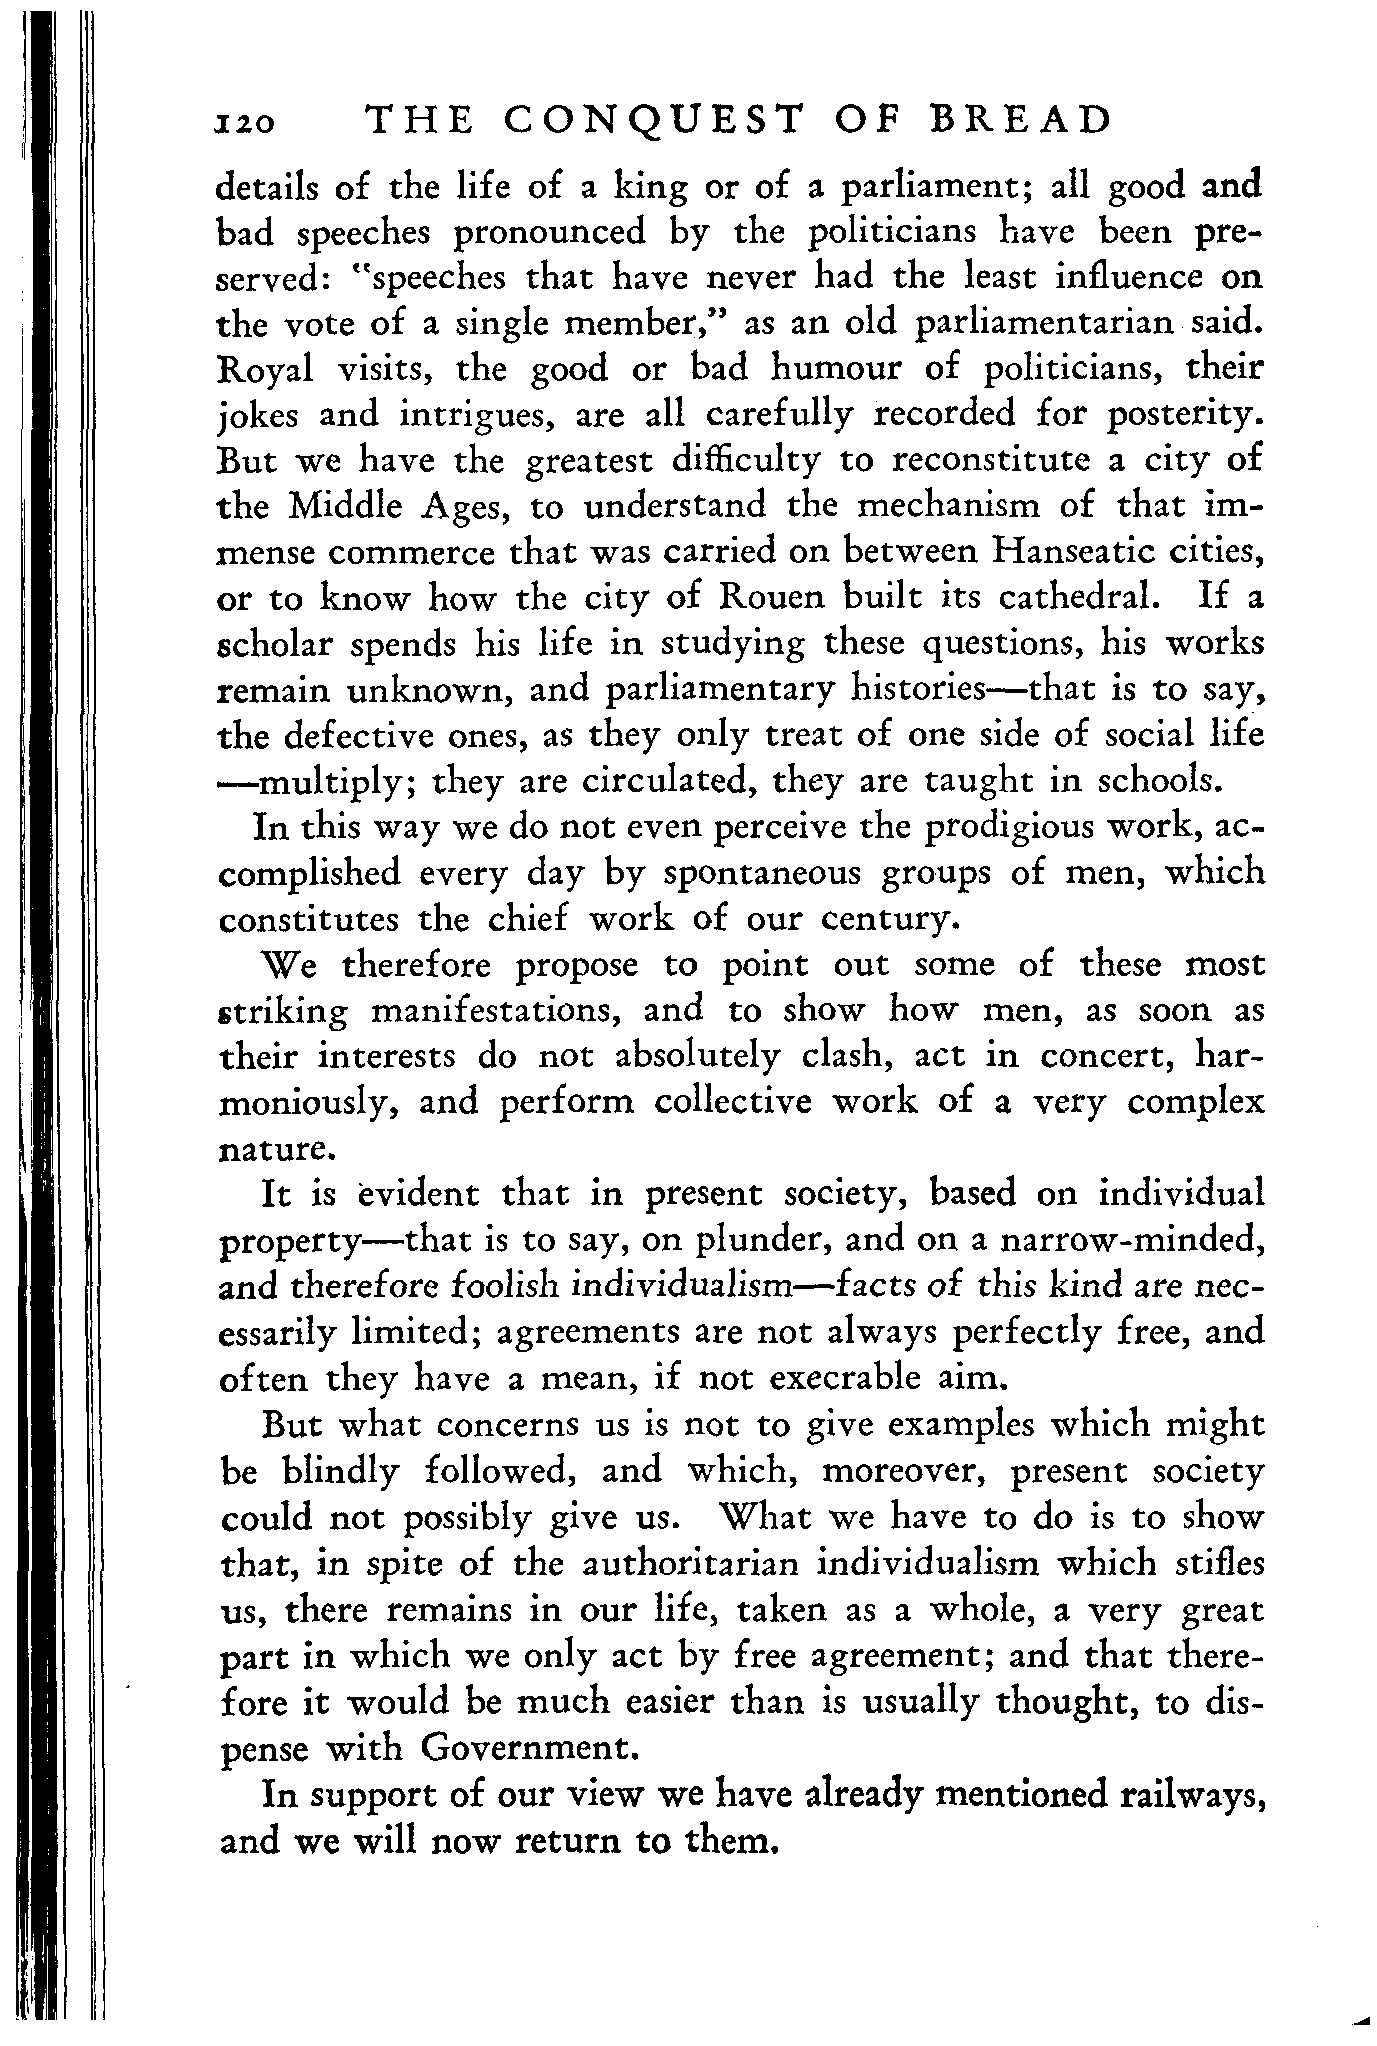 120 THE CONQUEST OF BREAD
details of the life of a king or of a parliament; all good and
bad speeches pronounced by the politicians have been pre-
served: "speeches that have never had the least influence on
the vote of a single member," as an old parliamentarian said.
Royal visits, the good or bad humour of politicians, their
jokes and intrigues, are all carefully recorded for posterity.
But we have the greatest difficulty to reconstitute a city of
the Middle Ages, to understand the mechanism of that im-
mense commerce that was carried on between Hanseatic cities,
or to know how the city of Rouen built its cathedral. If a
scholar spends his life in studying these questions, his works
remain unknown, and parliamentary histories—that is to say,
the defective ones, as they only treat of one side of social life
—multiply; they are circulated, they are taught in schools.
In this way we do not even perceive the prodigious work, ac-
complished every day by spontaneous groups of men, which
constitutes the chief work of our century.
We therefore propose to point out some of these most
striking manifestations, and to show how men, as soon as
their interests do not absolutely clash, act in concert, har-
moniously, and perform collective work of a very complex
nature.
It is evident that in present society, based on individual
property—that is to say, on plunder, and on a narrow-minded,
and therefore foolish individualism—facts of this kind are nec-
essarily limited; agreements are not always perfectly free, and
often they have a mean, if not execrable aim.
But what concerns us is not to give examples which might
be blindly followed, and which, moreover, present society
could not possibly give us. What we have to do is to show
that, in spite of the authoritarian individualism which stifles
us, there remains in our life, taken as a whole, a very great
part in which we only act by free agreement; and that there-
fore it would be much easier than is usually thought, to dis-
pense with Government.
In support of our view we have already mentioned railways,
and we will now return to them.